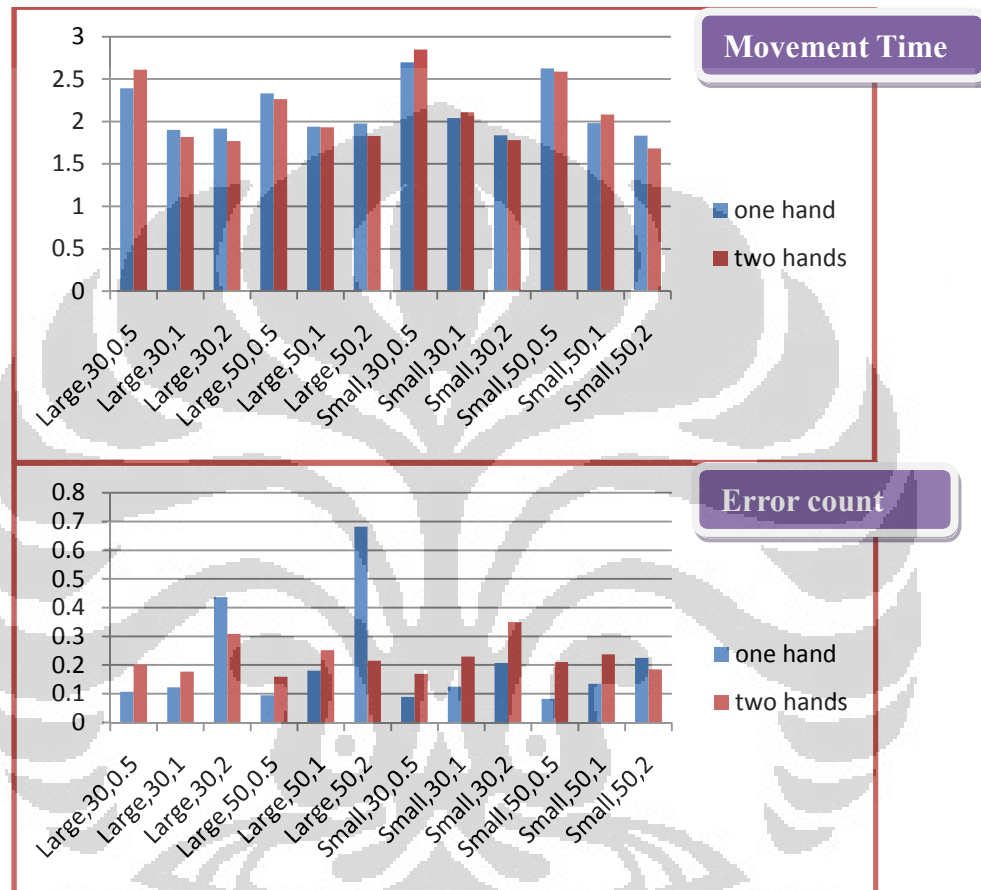 Movement Time
3
2.5
2
1.5
1
0.5
0
one hand
two hands
Large,30,0.5
Large,30,1
Large,30,2
Large,50,0.5
Large,50,1
Large,50,2
Small,30,0.5
Small,30,1
Small,30,2
Small,50,0.5
Small,50,1
Small,50,2
Error count
0.8
0.7
0.6
0.5
0.4
0.3
0.2
0.1
0
one hand
two hands
Large,30,0.5
Large,30,1
Large,30,2
Large,50,0.5
Large,50,1
Large,50,2
Small,30,0.5
Small,30,1
Small,30,2
Small,50,0.5
Small,50,1
Small,50,2